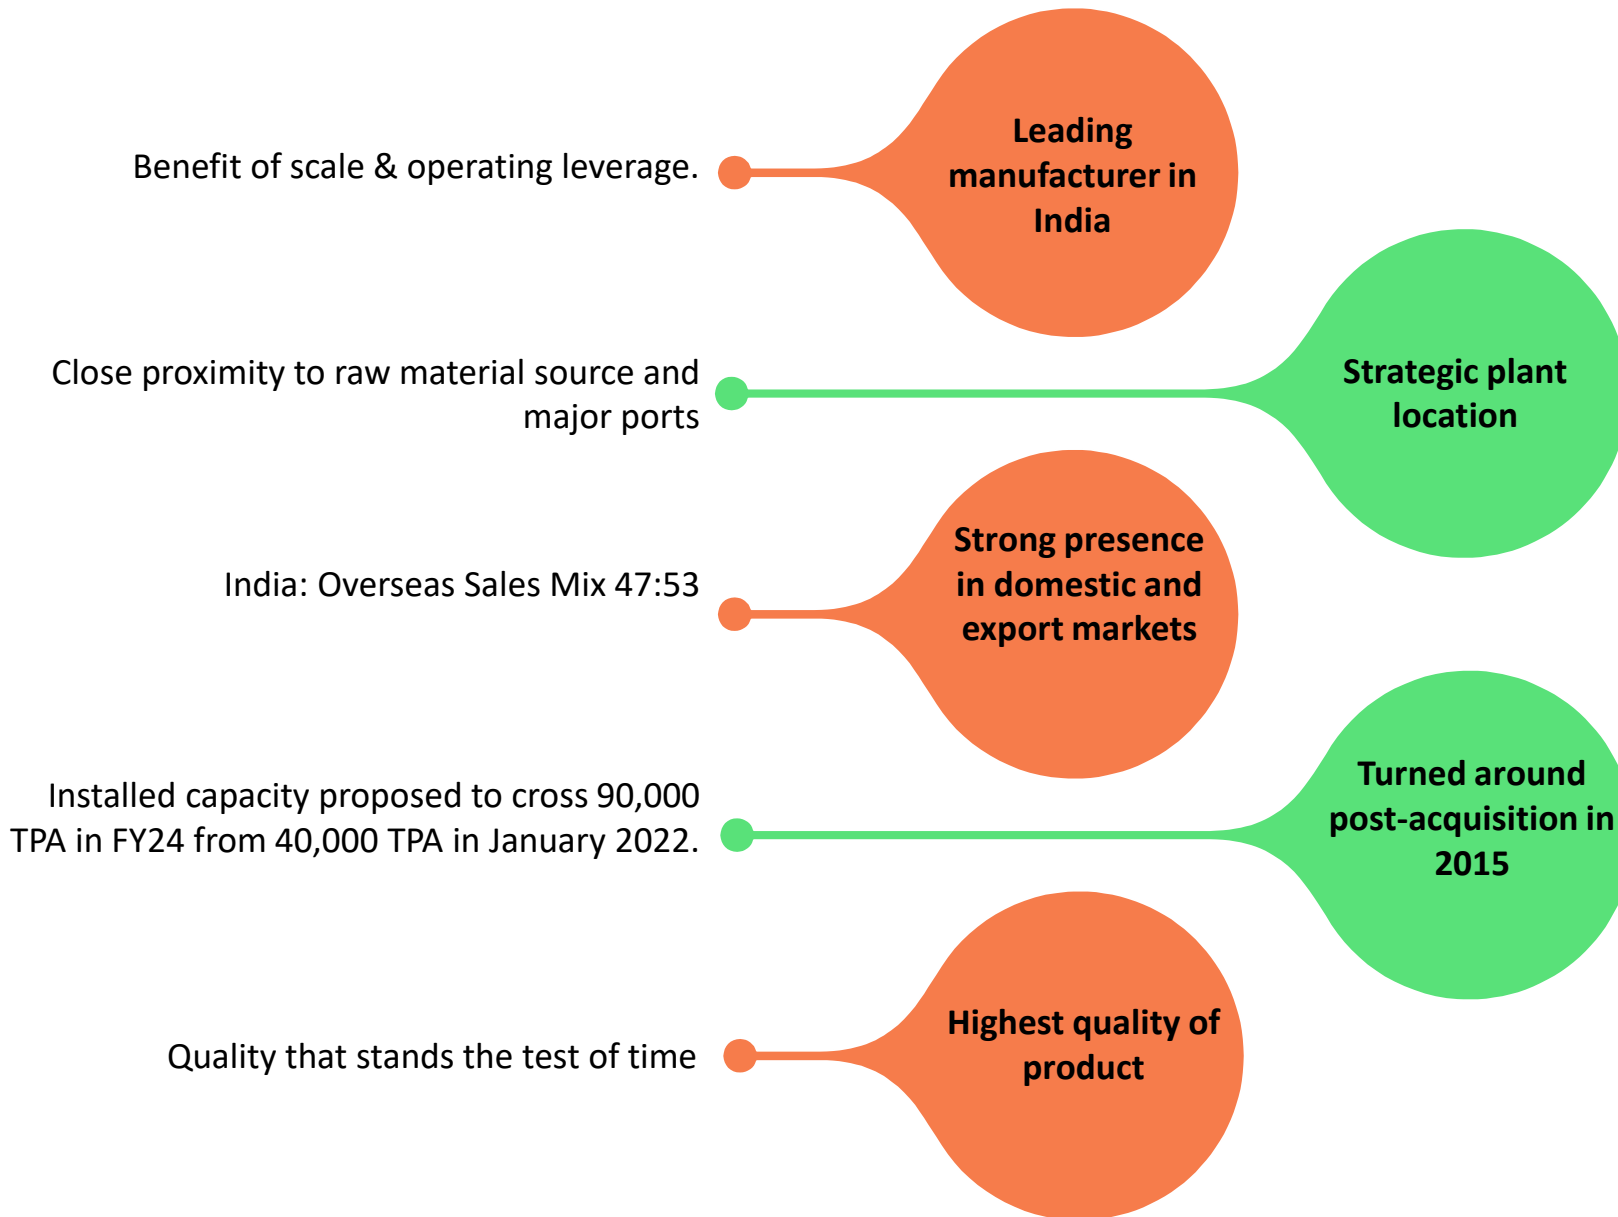 Benefit of scale & operating leverage.
Leading
manufacturer in
India
Close proximity to raw material source and
major ports
Strategic plant
location
India: Overseas Sales Mix 47:53
Strong presence
in domestic and
export markets
Installed capacity proposed to cross 90,000
TPA in FY24 from 40,000 TPA in January 2022.
Turned around
post-acquisition in
2015
Quality that stands the test of time
Highest quality of
product